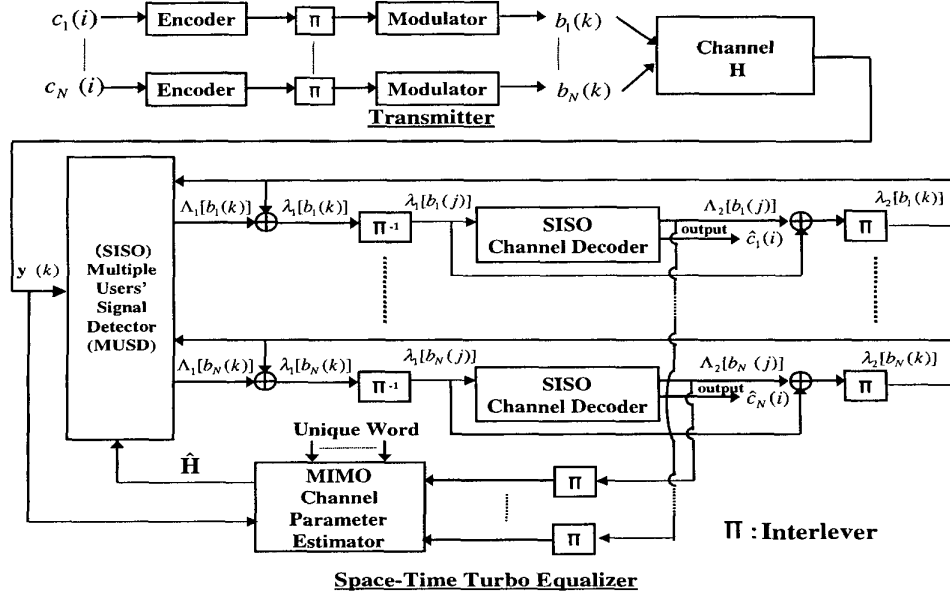 c₁(i) Encoder Π Modulator b₁(k)
Channel
H
c_N (i) Encoder Π Modulator b_N(k)
Transmitter
y (k)
(SISO)
Multiple
Users'
Signal
Detector
(MUSD)
Λ₁[b₁(k)] λ₁[b₁(k)] Π⁻¹ λ₁[b₁(j)]
SISO
Channel Decoder
Λ₂[b₁(j)]
output ĉ₁(i)
Π λ₂[b₁(k)]
Λ₁[b_N(k)] λ₁[b_N(k)] Π⁻¹ λ₁[b_N(j)]
SISO
Channel Decoder
Λ₂[b_N(j)]
output ĉ_N(i)
Π λ₂[b_N(k)]
Unique Word
Ĥ
MIMO
Channel
Parameter
Estimator
Π
Π
Π : Interlever
Space-Time Turbo Equalizer